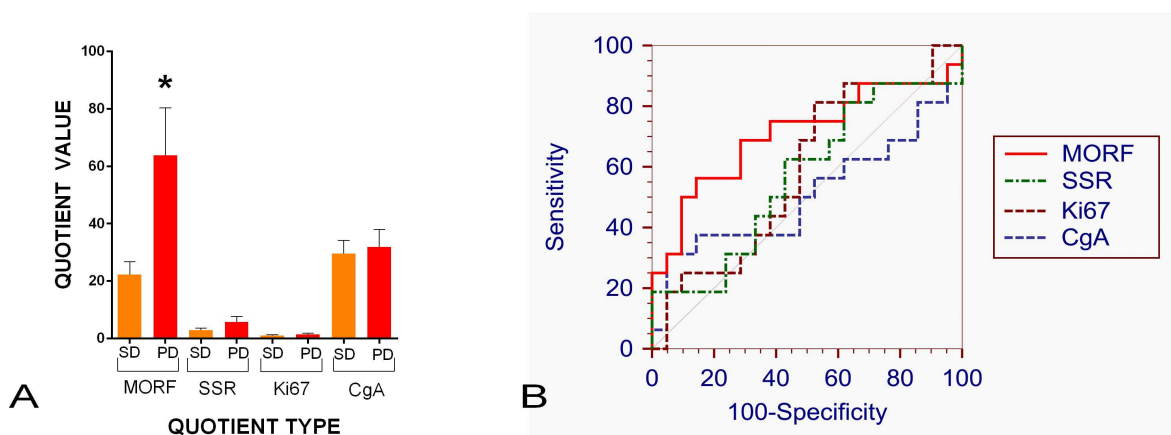 100
80
60
40
20
0
QUOTIENT VALUE
*
SD PD SD PD SD PD SD PD
MORF SSR Ki67 CgA
QUOTIENT TYPE
A
100
80
60
40
20
0
Sensitivity
0 20 40 60 80 100
100-Specificity
MORF
SSR
Ki67
CgA
B